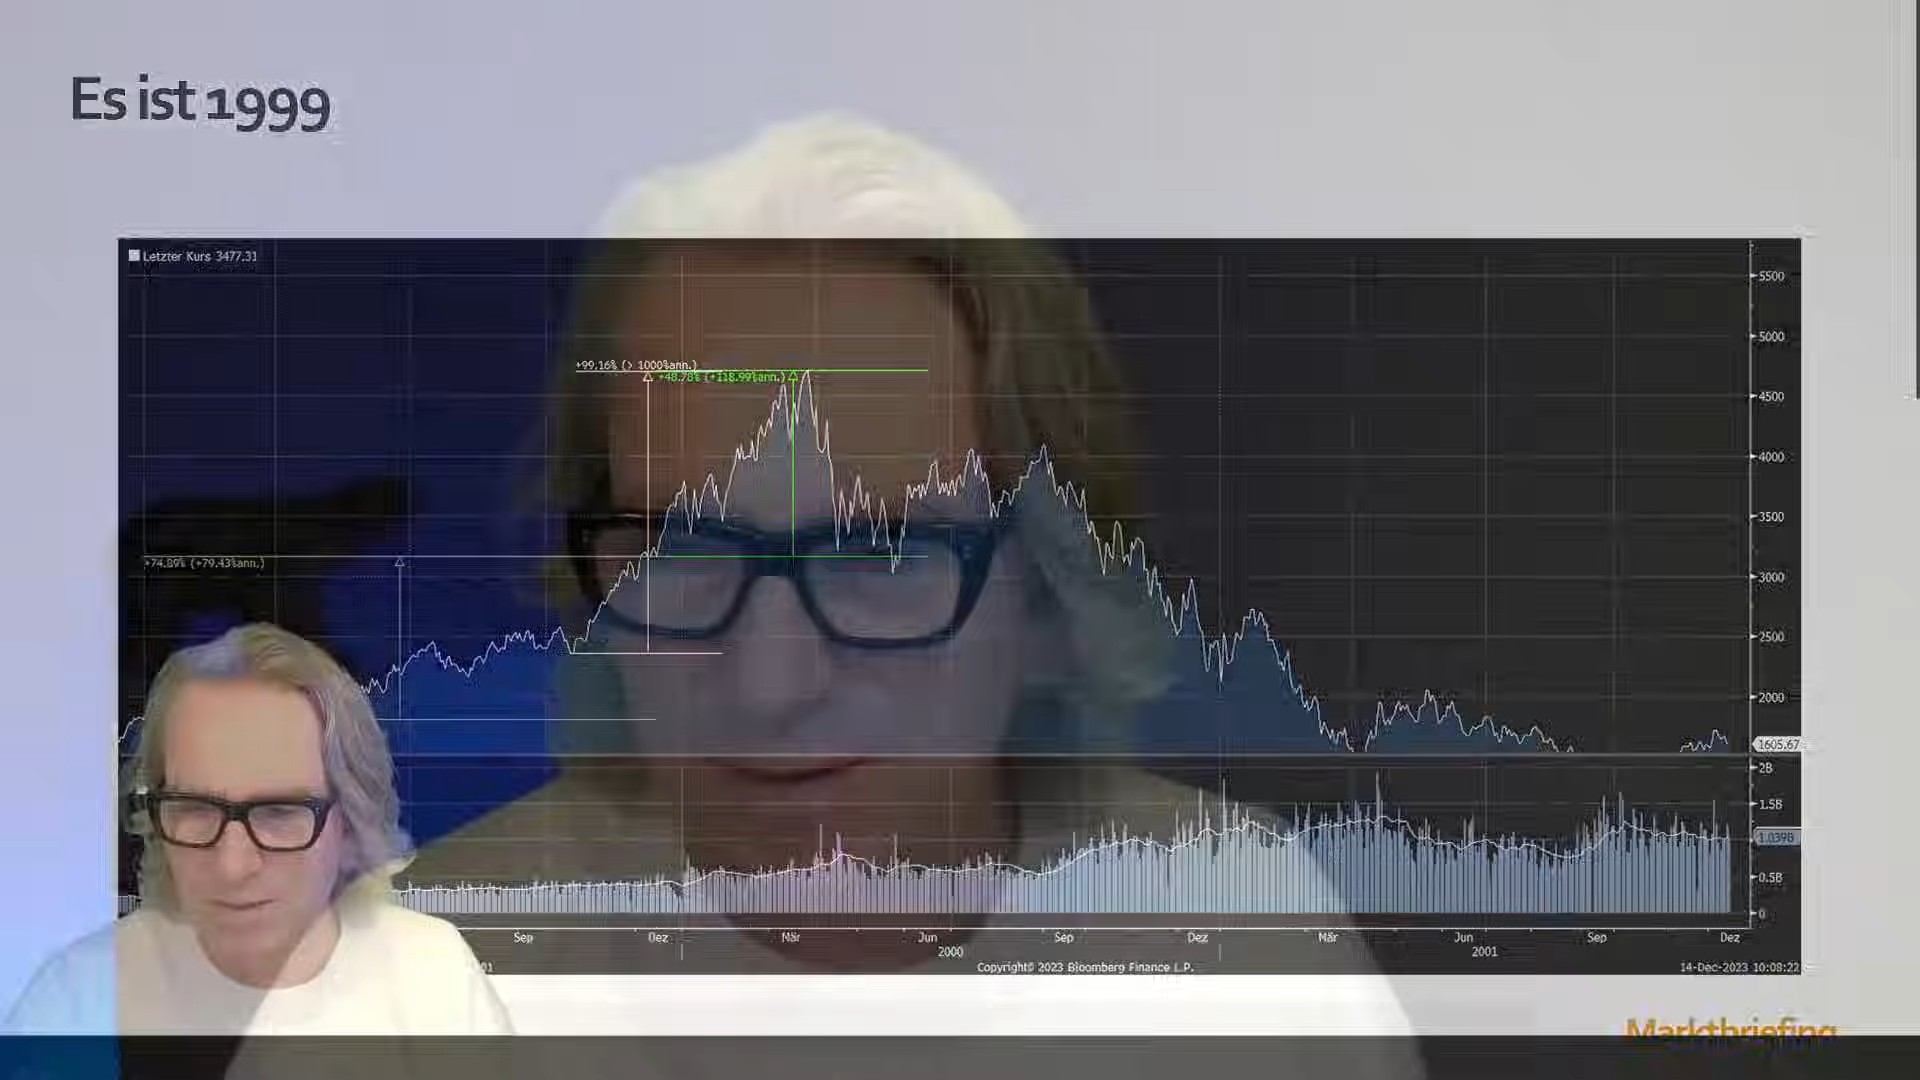 Es ist 1999
Letzter Kurs 3477.31
5500
5000
+99.16% (> 1000%ann.)
+48.78% (+118.99%ann.)
4500
4000
3500
+74.89% (+79.43%ann.)
3000
2500
2000
1605.67
2B
1.5B
1.039B
0.5B
0
Sep Dez Mär Jun Sep Dez Mär Jun Sep Dez
2000 2001
Copyright© 2023 Bloomberg Finance L.P. 14-Dec-2023 10:08:22
Marktbriefing